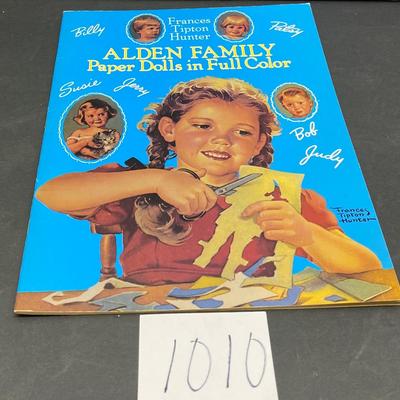 Billy
Frances
Tipton
Hunter
Patsy
ALDEN FAMILY
Paper Dolls in Full Color
Susie
Jerry
Bob
Judy
Frances
Tipton
Hunter
1010